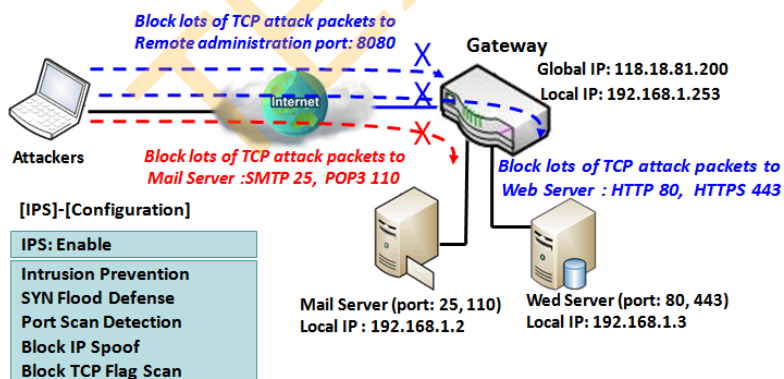 Block lots of TCP attack packets to
Remote administration port: 8080
Gateway
Global IP: 118.18.81.200
Local IP: 192.168.1.253
Internet
Attackers
Block lots of TCP attack packets to
Mail Server :SMTP 25, POP3 110
Block lots of TCP attack packets to
Web Server : HTTP 80, HTTPS 443
[IPS]-[Configuration]
IPS: Enable
Intrusion Prevention
SYN Flood Defense
Port Scan Detection
Block IP Spoof
Block TCP Flag Scan
Mail Server (port: 25, 110)
Local IP : 192.168.1.2
Wed Server (port: 80, 443)
Local IP: 192.168.1.3